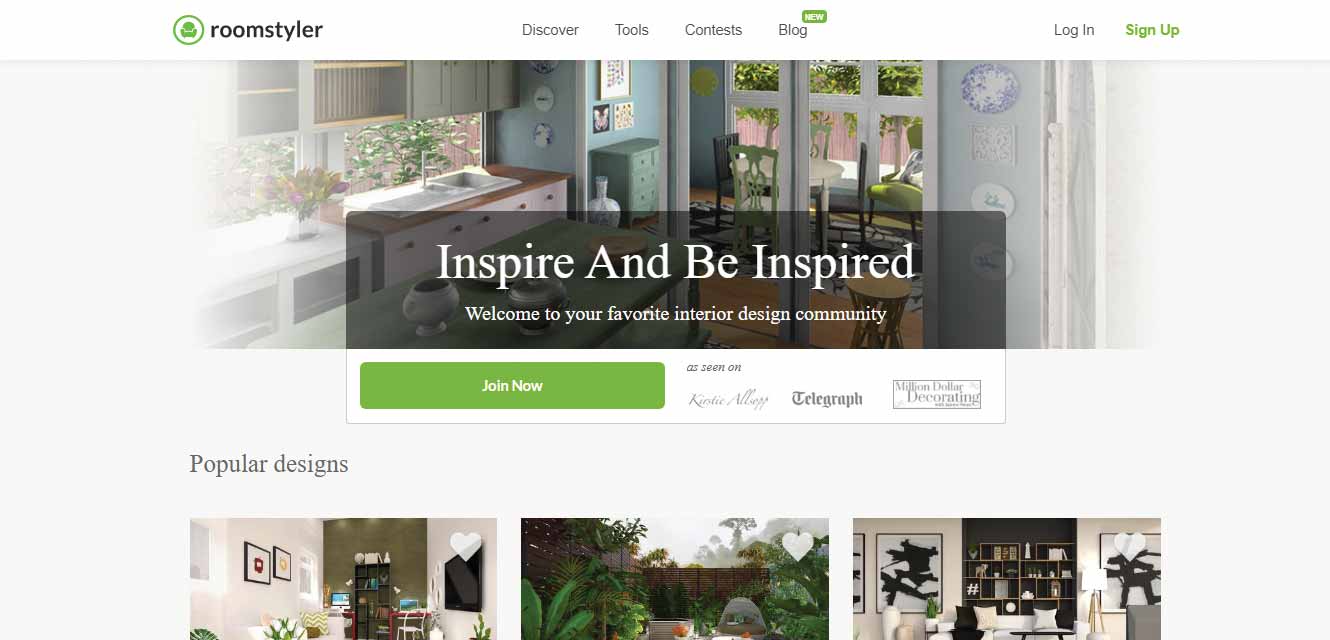 roomstyler
Discover
Tools
Contests
Blog
NEW
Log In
Sign Up
Inspire And Be Inspired
Welcome to your favorite interior design community
Join Now
as seen on
Kirstie Allsopp
Telegraph
Million Dollar
Decorating
Popular designs
#